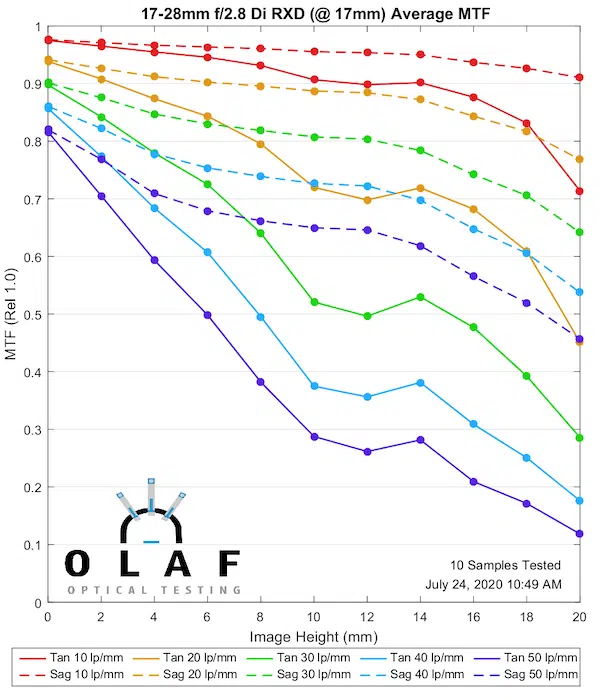 17-28mm f/2.8 Di RXD (@ 17mm) Average MTF
1
0.9
0.8
0.7
0.6
0.5
0.4
0.3
0.2
0.1
0
MTF (Rel 1.0)
OLAF
OPTICAL TESTING
10 Samples Tested
July 24, 2020 10:49 AM
0 2 4 6 8 10 12 14 16 18 20
Image Height (mm)
Tan 10 lp/mm Tan 20 lp/mm Tan 30 lp/mm Tan 40 lp/mm Tan 50 lp/mm
Sag 10 lp/mm Sag 20 lp/mm Sag 30 lp/mm Sag 40 lp/mm Sag 50 lp/mm